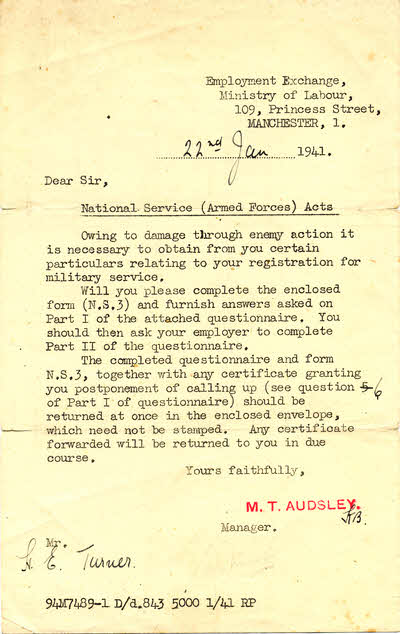 Employment Exchange,
Ministry of Labour,
109, Princess Street,
MANCHESTER, 1.
22nd Jan 1941.
Dear Sir,
National Service (Armed Forces) Acts
Owing to damage through enemy action it
is necessary to obtain from you certain
particulars relating to your registration for
military service.
Will you please complete the enclosed
form (N.S.3) and furnish answers asked on
Part I of the attached questionnaire. You
should then ask your employer to complete
Part II of the questionnaire.
The completed questionnaire and form
N.S.3, together with any certificate granting
you postponement of calling up (see question 5 6
of Part I of questionnaire) should be
returned at once in the enclosed envelope,
which need not be stamped. Any certificate
forwarded will be returned to you in due
course.
Yours faithfully,
M. T. AUDSLEY.
Manager.
Mr.
E. Turner.
94M7489-1 D/d.843 5000 1/41 RP